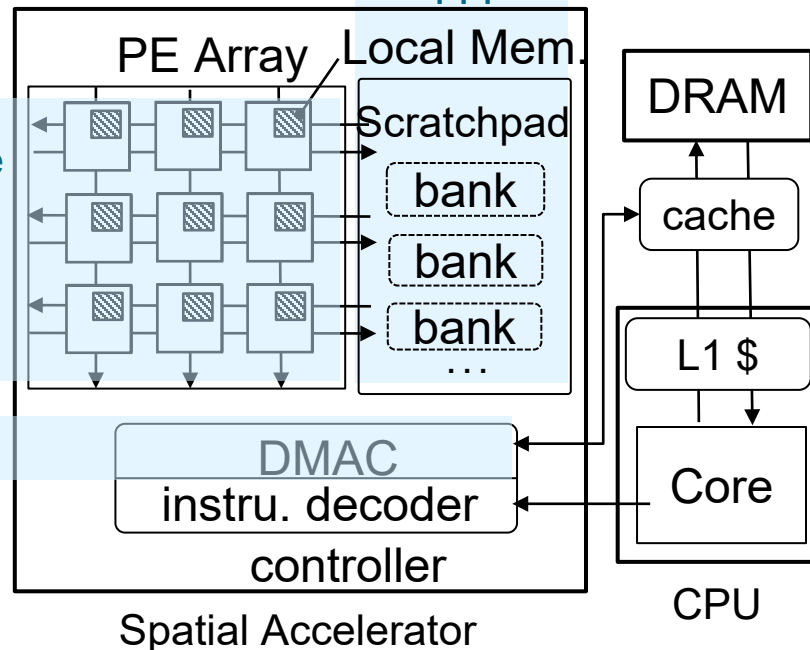 PE Array
Local Mem.
Scratchpad
bank
bank
bank
...
DMAC
instru. decoder
controller
Spatial Accelerator
DRAM
cache
L1 $
Core
CPU